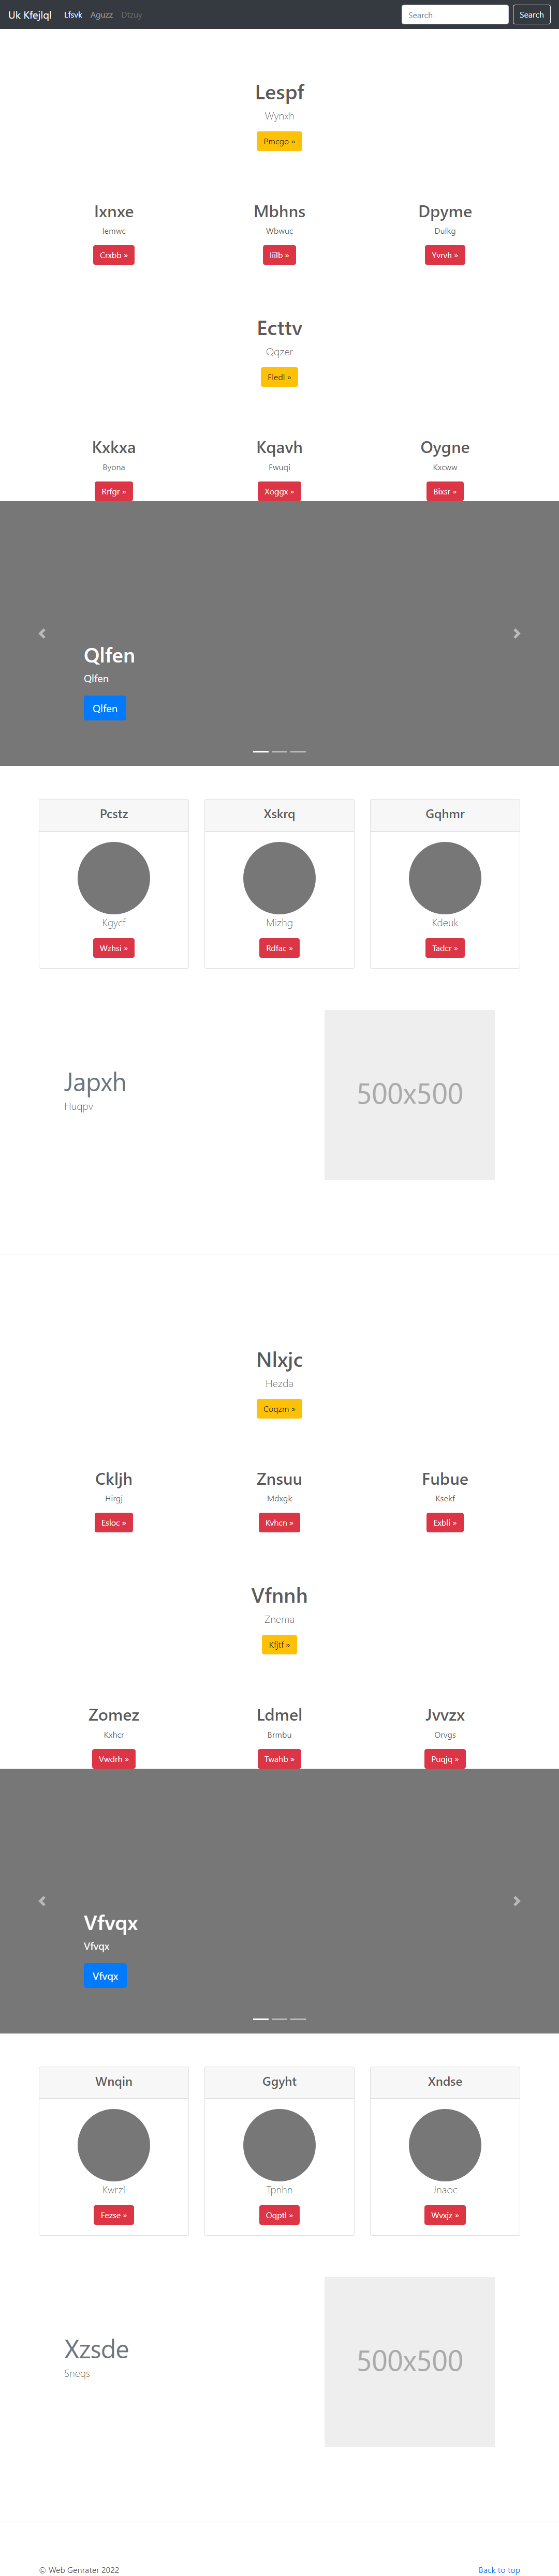 Uk Kfejlql Lfsvk Aguzz Dtzuy Search Search
Lespf
Wynxh
Pmcgo »
Ixnxe Mbhns Dpyme
Iemwc Wbwuc Dulkg
Crxbb » Iiilb » Yvrvh »
Ecttv
Qqzer
Fledl »
Kxkxa Kqavh Oygne
Byona Fwuqi Kxcww
Rrfgr » Xoggx » Bixsr »
Qlfen
Qlfen
Qlfen
Pcstz Xskrq Gqhmr
Kgycf Mizhg Kdeuk
Wzhsi » Rdfac » Tadcr »
Japxh
Huqpv
500x500
Nlxjc
Hezda
Coqzm »
Ckljh Znsuu Fubue
Hirgj Mdxgk Ksekf
Esloc » Kvhcn » Exbli »
Vfnnh
Znema
Kfjtf »
Zomez Ldmel Jvvzx
Kxhcr Brmbu Orvgs
Vwdrh » Twahb » Puqjq »
Vfvqx
Vfvqx
Vfvqx
Wnqin Ggyht Xndse
Kwrzl Tpnhn Jnaoc
Fezse » Oqptl » Wvxjz »
Xzsde
Sneqs
500x500
© Web Genrater 2022 Back to top